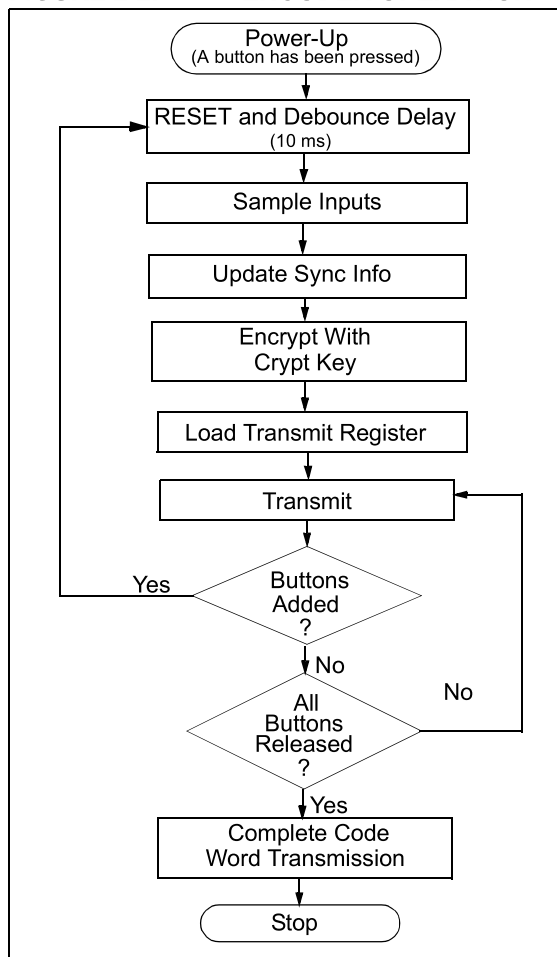 Power-Up
(A button has been pressed)
RESET and Debounce Delay
(10 ms)
Sample Inputs
Update Sync Info
Encrypt With
Crypt Key
Load Transmit Register
Transmit
Buttons
Added
?
Yes
No
All
Buttons
Released
?
No
Yes
Complete Code
Word Transmission
Stop